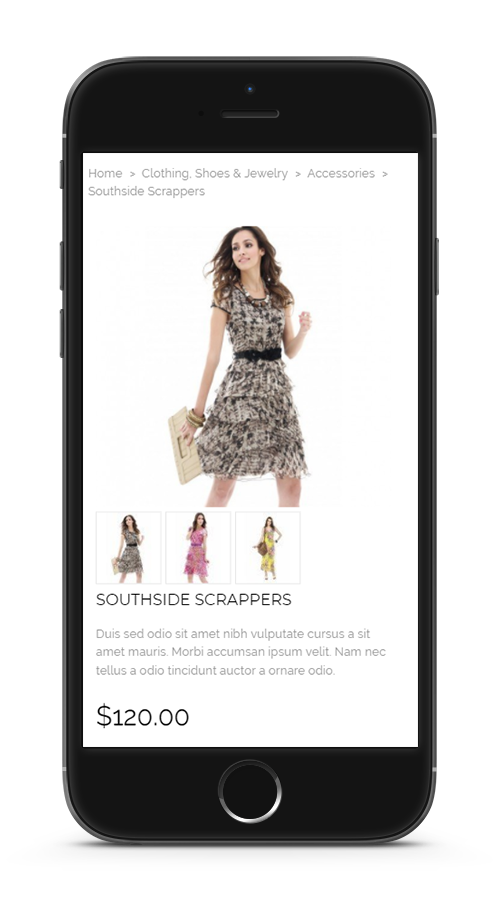 Home > Clothing, Shoes & Jewelry > Accessories >
Southside Scrappers
SOUTHSIDE SCRAPPERS
Duis sed odio sit amet nibh vulputate cursus a sit
amet mauris. Morbi accumsan ipsum velit. Nam nec
tellus a odio tincidunt auctor a ornare odio.
$120.00